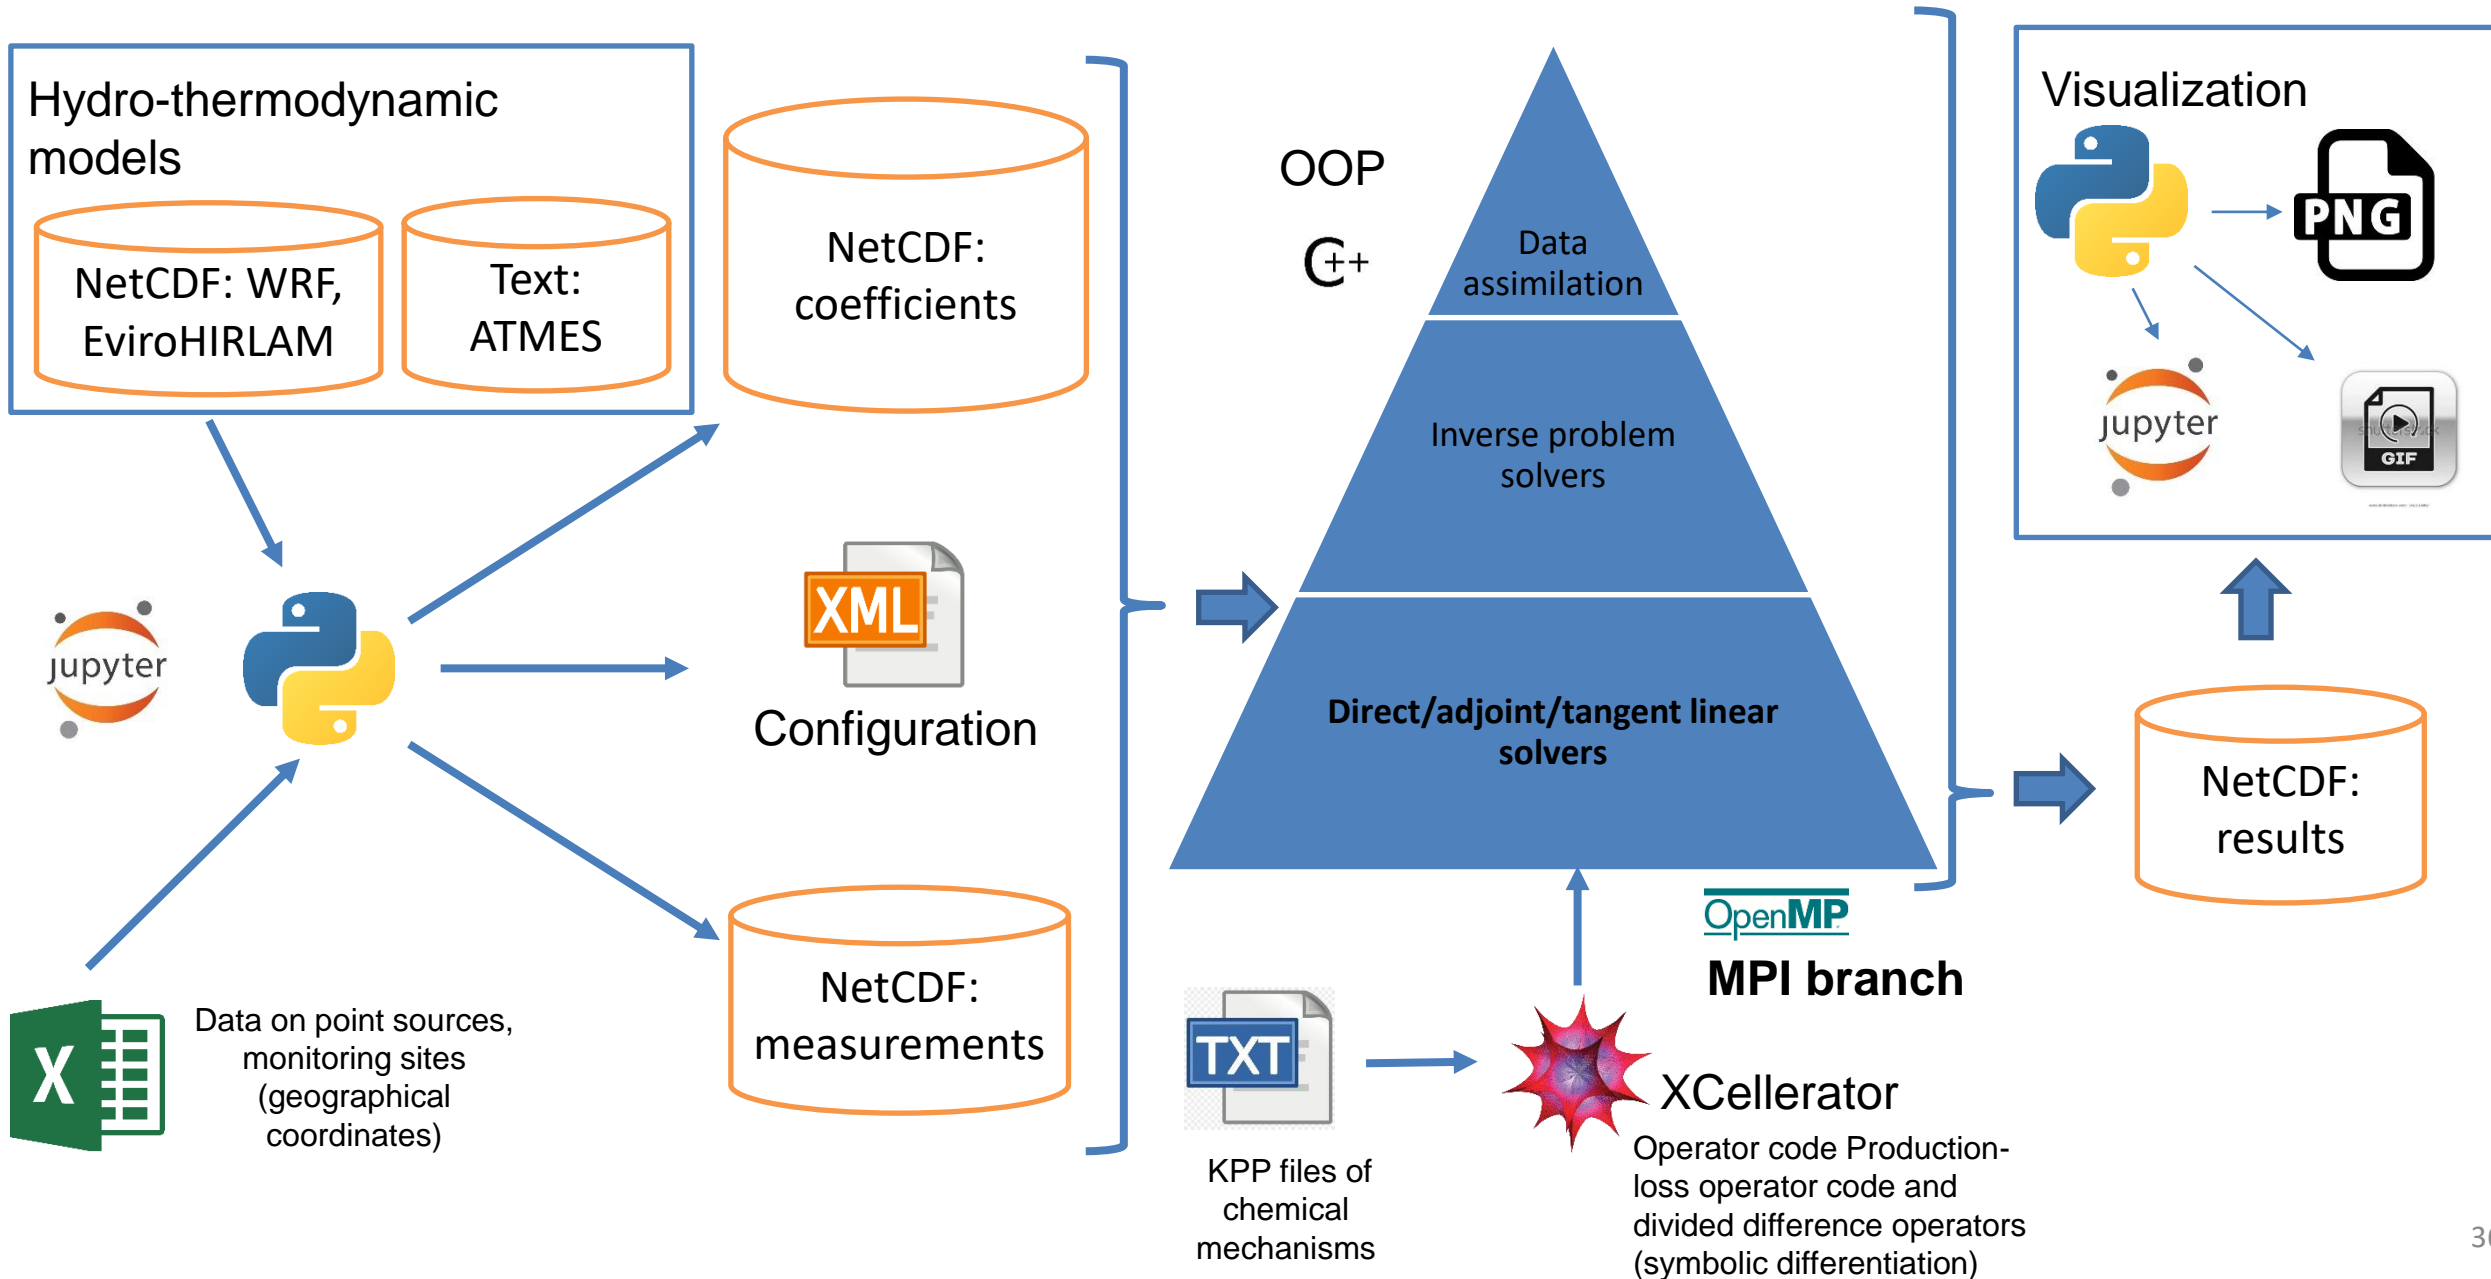 Hydro-thermodynamic
models
NetCDF: WRF,
EviroHIRLAM
Text:
ATMES
NetCDF:
coefficients
jupyter
XML
Configuration
X
Data on point sources,
monitoring sites
(geographical
coordinates)
NetCDF:
measurements
OOP
C++
Data
assimilation
Inverse problem
solvers
Direct/adjoint/tangent linear
solvers
OpenMP
MPI branch
TXT
KPP files of
chemical
mechanisms
XCellerator
Operator code Production-
loss operator code and
divided difference operators
(symbolic differentiation)
Visualization
PNG
jupyter
shutterstock
GIF
NetCDF:
results